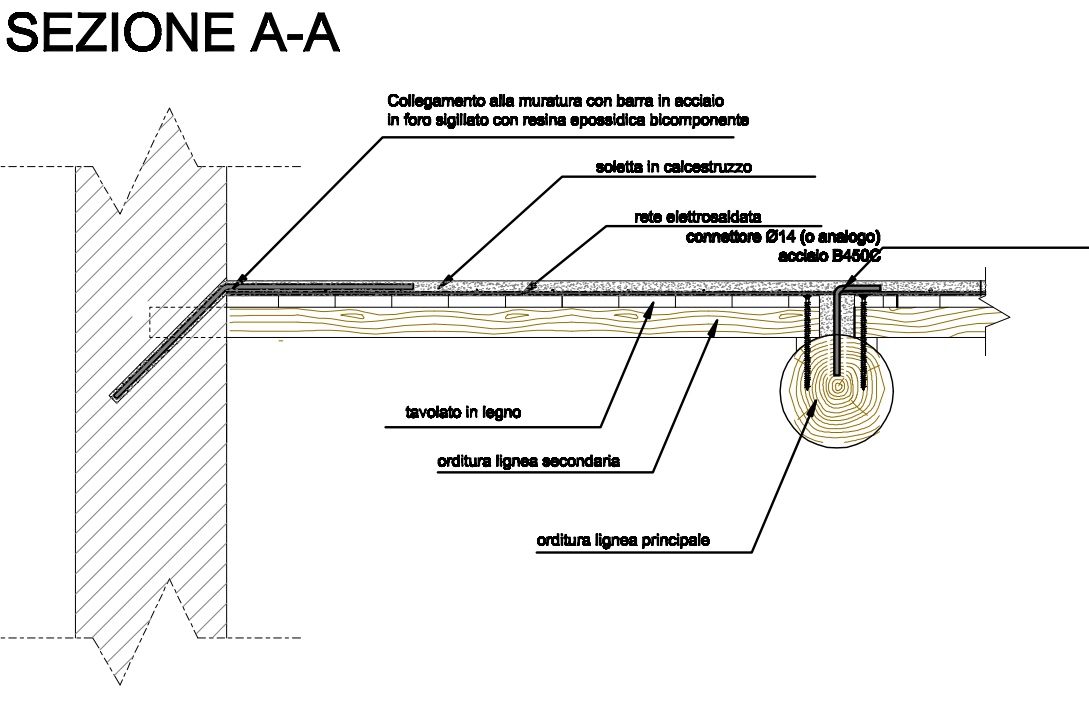 SEZIONE A-A
Collegamento alla muratura con barra in acciaio
in foro sigillato con resina epossidica bicomponente
soletta in calcestruzzo
rete elettrosaldata
connettore Ø14 (o analogo)
acciaio B450C
tavolato in legno
orditura lignea secondaria
orditura lignea principale